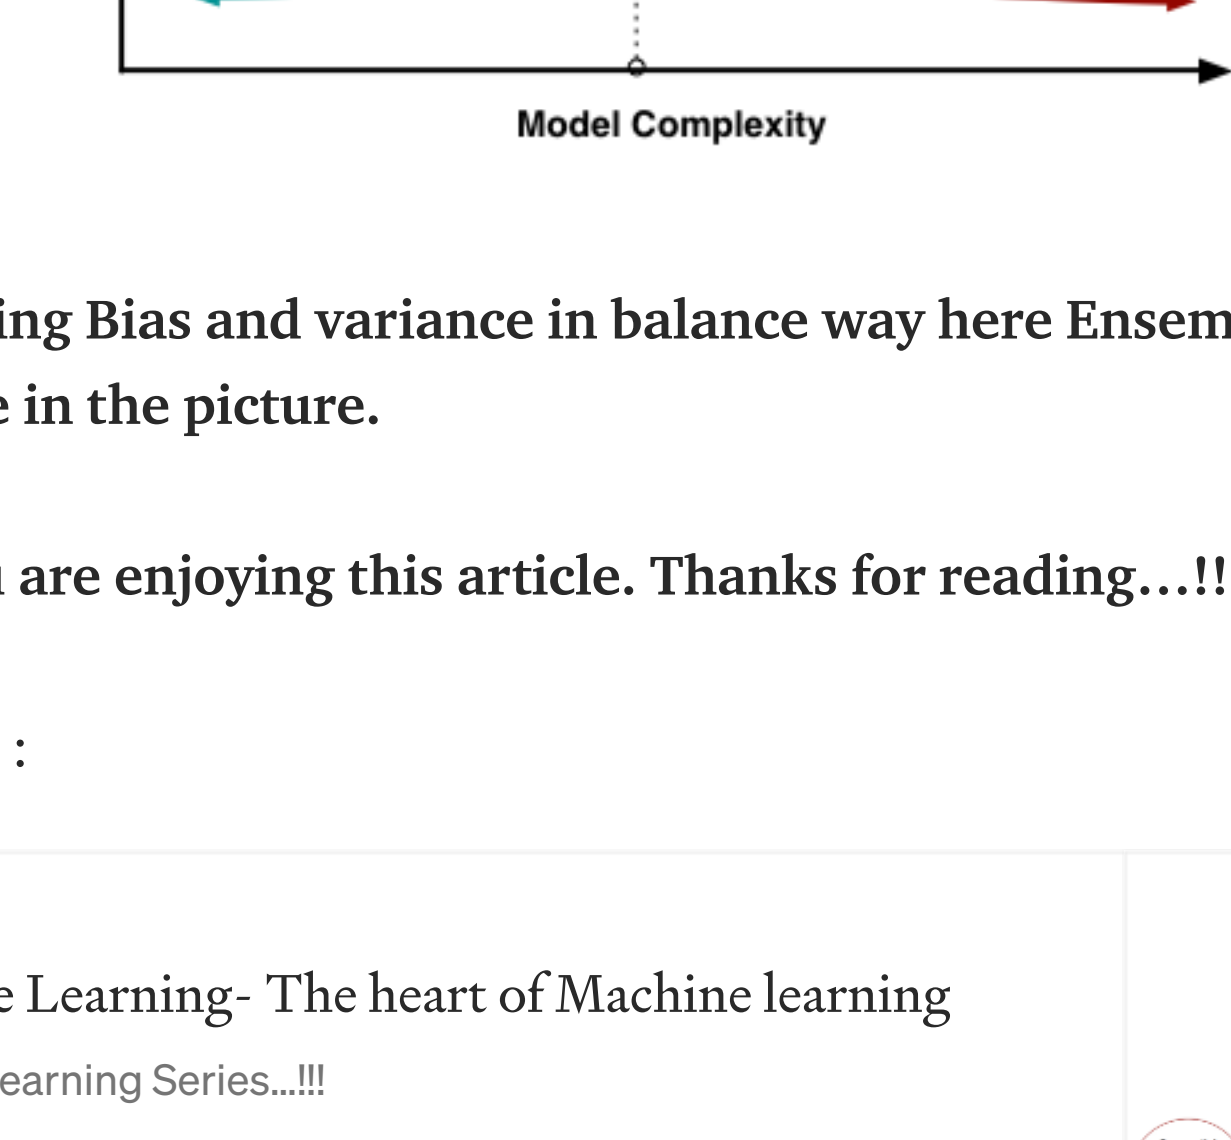 Model Complexity
ing Bias and variance in balance way here Ensem
e in the picture.
are enjoying this article. Thanks for reading...!!
:
e Learning- The heart of Machine learning
earning Series...!!!